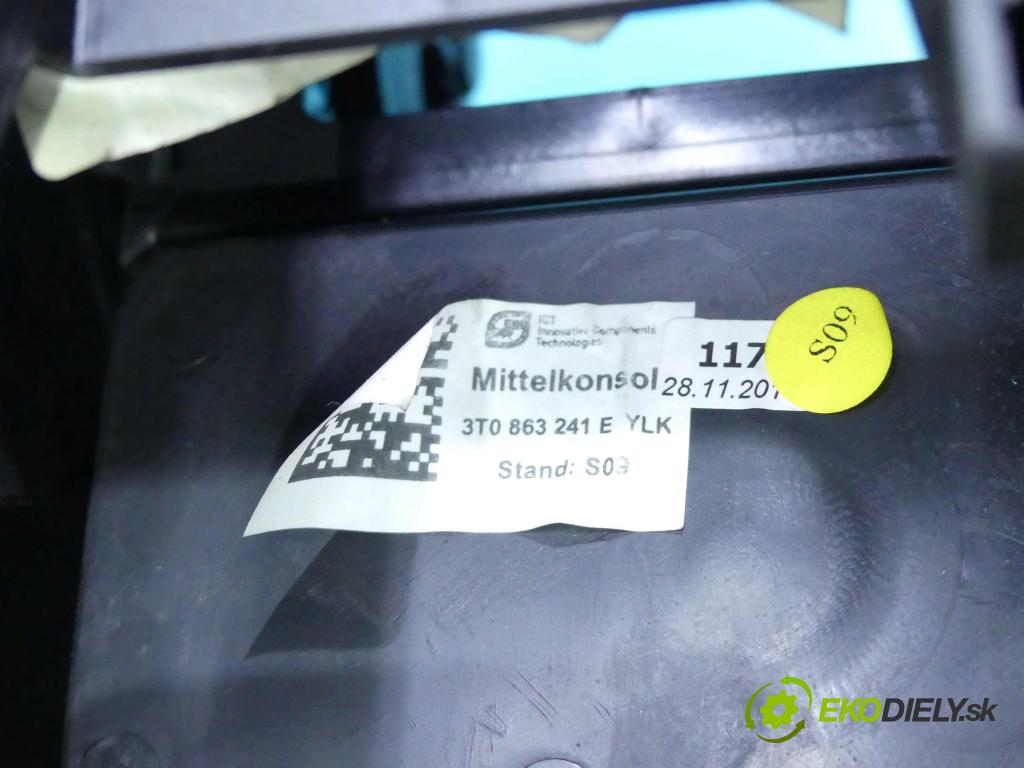 ICT
Innovative Components
Technologies
Mittelkonsol
117
28.11.201
S09
3T0 863 241 E YLK
Stand: S09
EKODIELY.sk